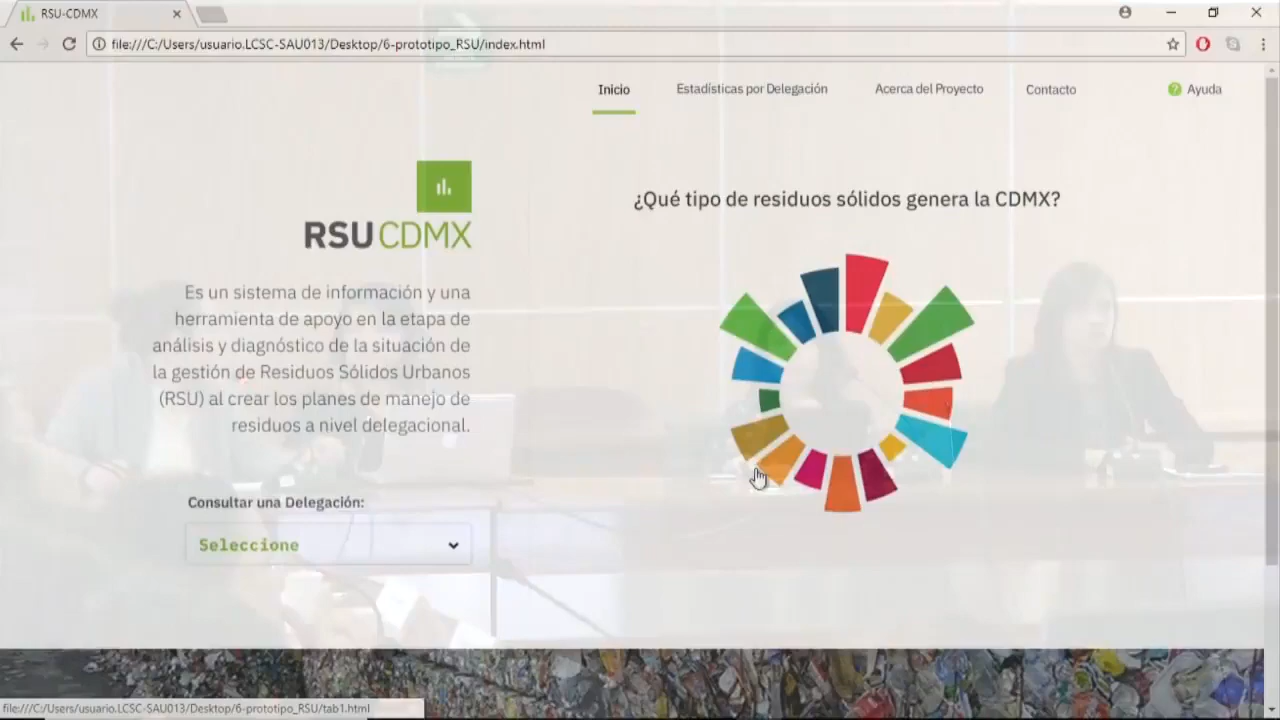 RSU-CDMX
file:///C:/Users/usuario.LCSC-SAU013/Desktop/6-prototipo_RSU/index.html
Inicio
Estadísticas por Delegación
Acerca del Proyecto
Contacto
Ayuda
RSU CDMX
¿Qué tipo de residuos sólidos genera la CDMX?
Es un sistema de información y una
herramienta de apoyo en la etapa de
análisis y diagnóstico de la situación de
la gestión de Residuos Sólidos Urbanos
(RSU) al crear los planes de manejo de
residuos a nivel delegacional.
Consultar una Delegación:
Seleccione
file:///C:/Users/usuario.LCSC-SAU013/Desktop/6-prototipo_RSU/tab1.html